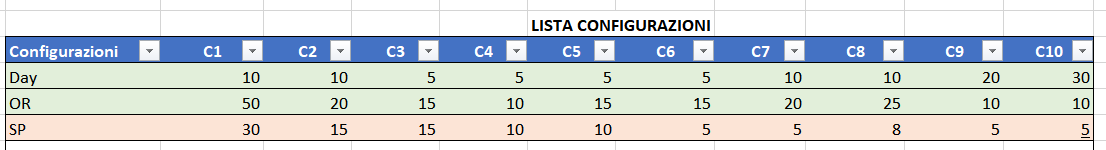 LISTA CONFIGURAZIONI
Configurazioni C1 C2 C3 C4 C5 C6 C7 C8 C9 C10
Day 10 10 5 5 5 5 10 10 20 30
OR 50 20 15 10 15 15 20 25 10 10
SP 30 15 15 10 10 5 5 8 5 5